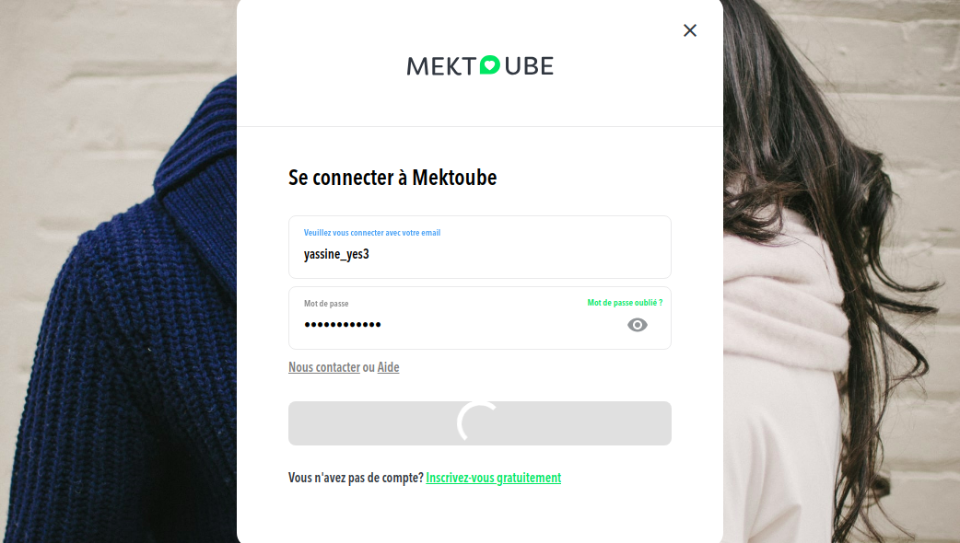 MEKTOUBE
Se connecter à Mektoube
Veuillez vous connecter avec votre email
yassine_yes3
Mot de passe
Mot de passe oublié ?
••••••••••••
Nous contacter ou Aide
Vous n'avez pas de compte? Inscrivez-vous gratuitement